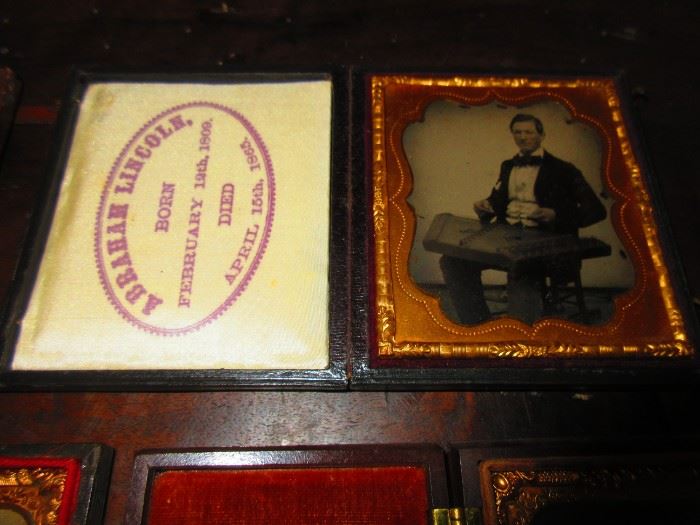 ABRAHAM LINCOLN.
BORN
FEBRUARY 12th, 1809.
DIED
APRIL 15th, 1865.